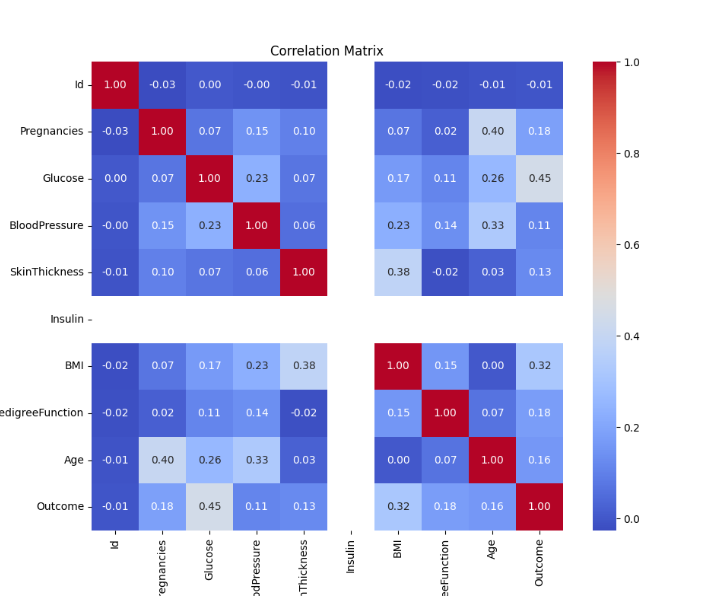 Correlation Matrix
Id 1.00 -0.03 0.00 -0.00 -0.01 -0.02 -0.02 -0.01 -0.01
Pregnancies -0.03 1.00 0.07 0.15 0.10 0.07 0.02 0.40 0.18
Glucose 0.00 0.07 1.00 0.23 0.07 0.17 0.11 0.26 0.45
BloodPressure -0.00 0.15 0.23 1.00 0.06 0.23 0.14 0.33 0.11
SkinThickness -0.01 0.10 0.07 0.06 1.00 0.38 -0.02 0.03 0.13
Insulin
BMI -0.02 0.07 0.17 0.23 0.38 1.00 0.15 0.00 0.32
edigreeFunction -0.02 0.02 0.11 0.14 -0.02 0.15 1.00 0.07 0.18
Age -0.01 0.40 0.26 0.33 0.03 0.00 0.07 1.00 0.16
Outcome -0.01 0.18 0.45 0.11 0.13 0.32 0.18 0.16 1.00
Id
regnancies
Glucose
odPressure
nThickness
Insulin
BMI
eeFunction
Age
Outcome
1.0
0.8
0.6
0.4
0.2
0.0